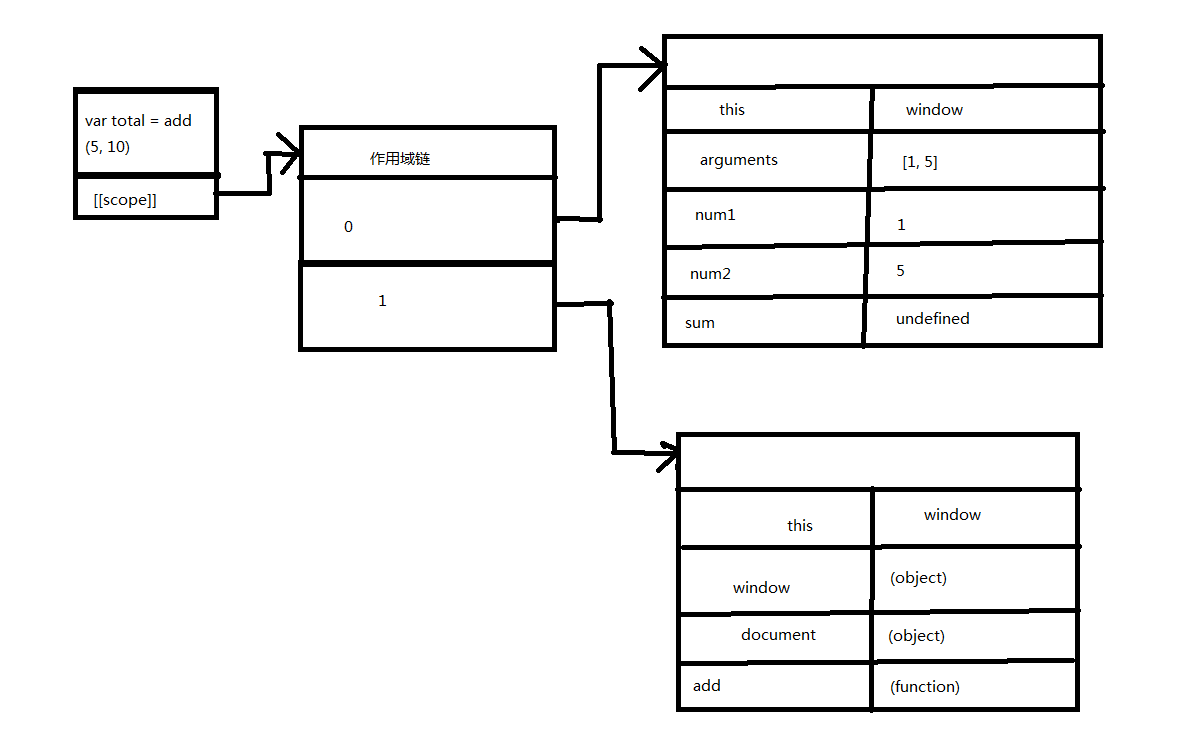 var total = add
(5, 10)
[[scope]]
作用域链
0
1
this window
arguments [1, 5]
num1 1
num2 5
sum undefined
this window
window (object)
document (object)
add (function)